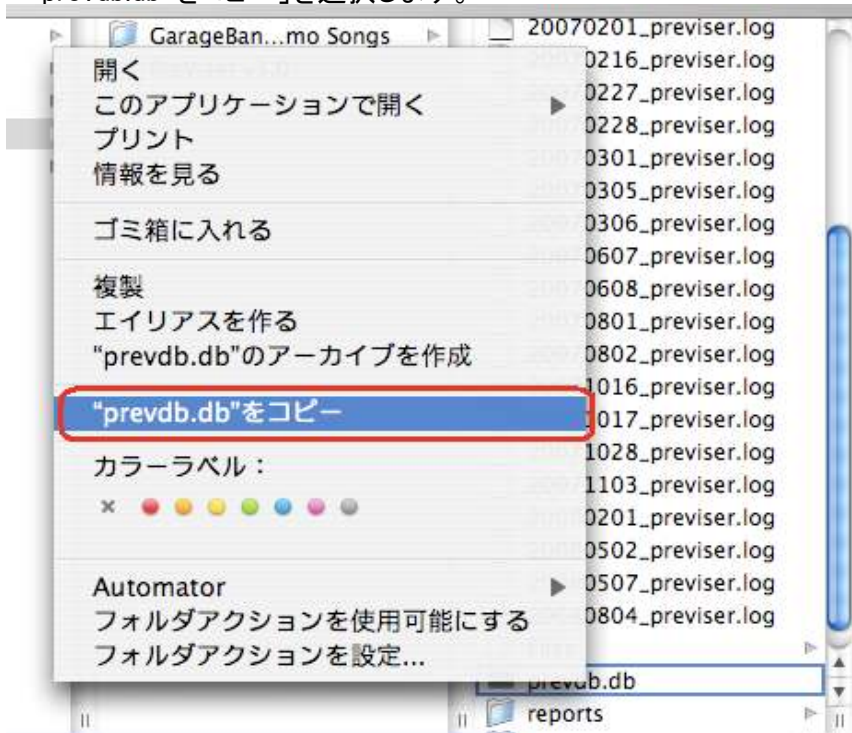 GarageBan...mo Songs
開く
このアプリケーションで開く
プリント
情報を見る
ゴミ箱に入れる
複製
エイリアスを作る
“prevdb.db”のアーカイブを作成
“prevdb.db”をコピー
カラーラベル：
Automator
フォルダアクションを使用可能にする
フォルダアクションを設定...
20070201_previser.log
0216_previser.log
0227_previser.log
0228_previser.log
0301_previser.log
0305_previser.log
0306_previser.log
0607_previser.log
0608_previser.log
0801_previser.log
0802_previser.log
1016_previser.log
1017_previser.log
1028_previser.log
1103_previser.log
0201_previser.log
0502_previser.log
0507_previser.log
0804_previser.log
prevdb.db
reports